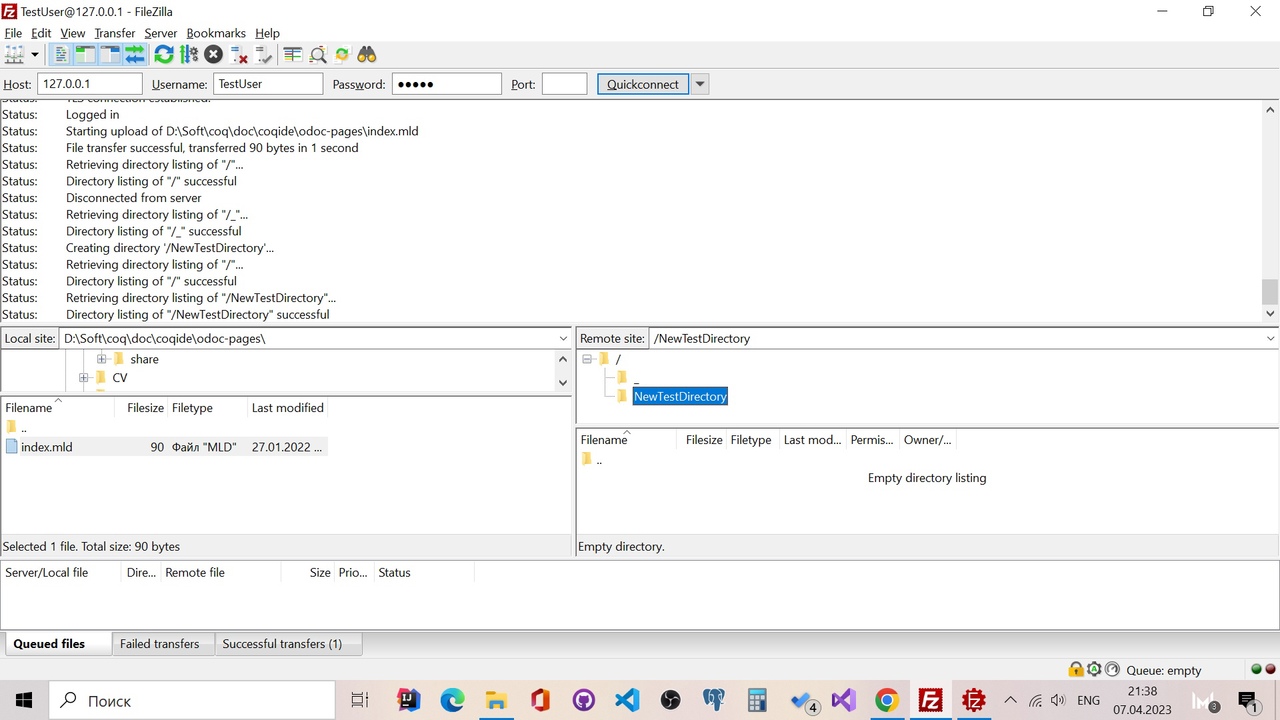 TestUser@127.0.0.1 - FileZilla
File Edit View Transfer Server Bookmarks Help
Host: 127.0.0.1 Username: TestUser Password: ●●●●● Port: Quickconnect
Status: TLS connection established.
Status: Logged in
Status: Starting upload of D:\Soft\coq\doc\coqide\odoc-pages\index.mld
Status: File transfer successful, transferred 90 bytes in 1 second
Status: Retrieving directory listing of "/"...
Status: Directory listing of "/" successful
Status: Disconnected from server
Status: Retrieving directory listing of "/_"...
Status: Directory listing of "/_" successful
Status: Creating directory '/NewTestDirectory'...
Status: Retrieving directory listing of "/"...
Status: Directory listing of "/" successful
Status: Retrieving directory listing of "/NewTestDirectory"...
Status: Directory listing of "/NewTestDirectory" successful
Local site: D:\Soft\coq\doc\coqide\odoc-pages\
share
CV
Filename Filesize Filetype Last modified
..
index.mld 90 Файл "MLD" 27.01.2022 ...
Selected 1 file. Total size: 90 bytes
Remote site: /NewTestDirectory
/
_
NewTestDirectory
Filename Filesize Filetype Last mod... Permis... Owner/...
..
Empty directory listing
Empty directory.
Server/Local file Dire... Remote file Size Prio... Status
Queued files Failed transfers Successful transfers (1)
Queue: empty
Поиск
4
ENG
21:38
07.04.2023
3
1